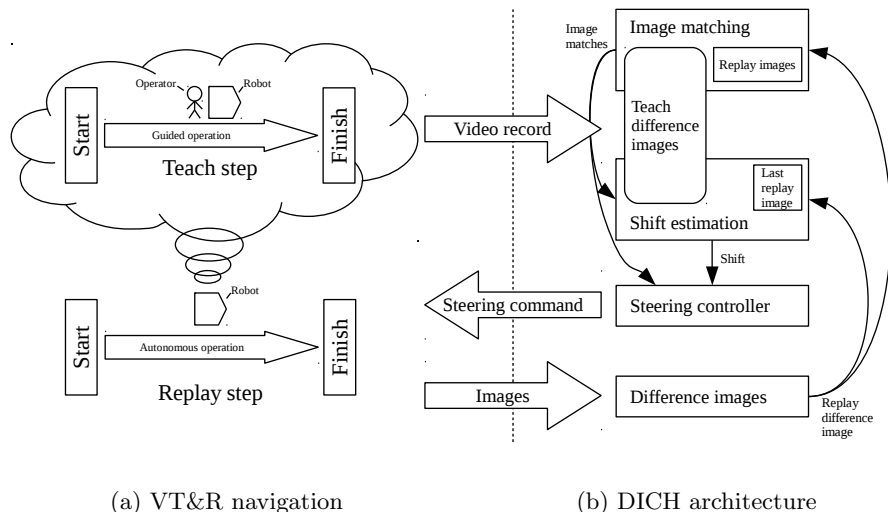 Operator
Robot
Start
Guided operation
Finish
Teach step
Robot
Start
Autonomous operation
Finish
Replay step
Video record
Steering command
Images
Image
matches
Image matching
Replay images
Teach
difference
images
Last
replay
image
Shift estimation
Shift
Steering controller
Difference images
Replay
difference
image
(a) VT&R navigation
(b) DICH architecture